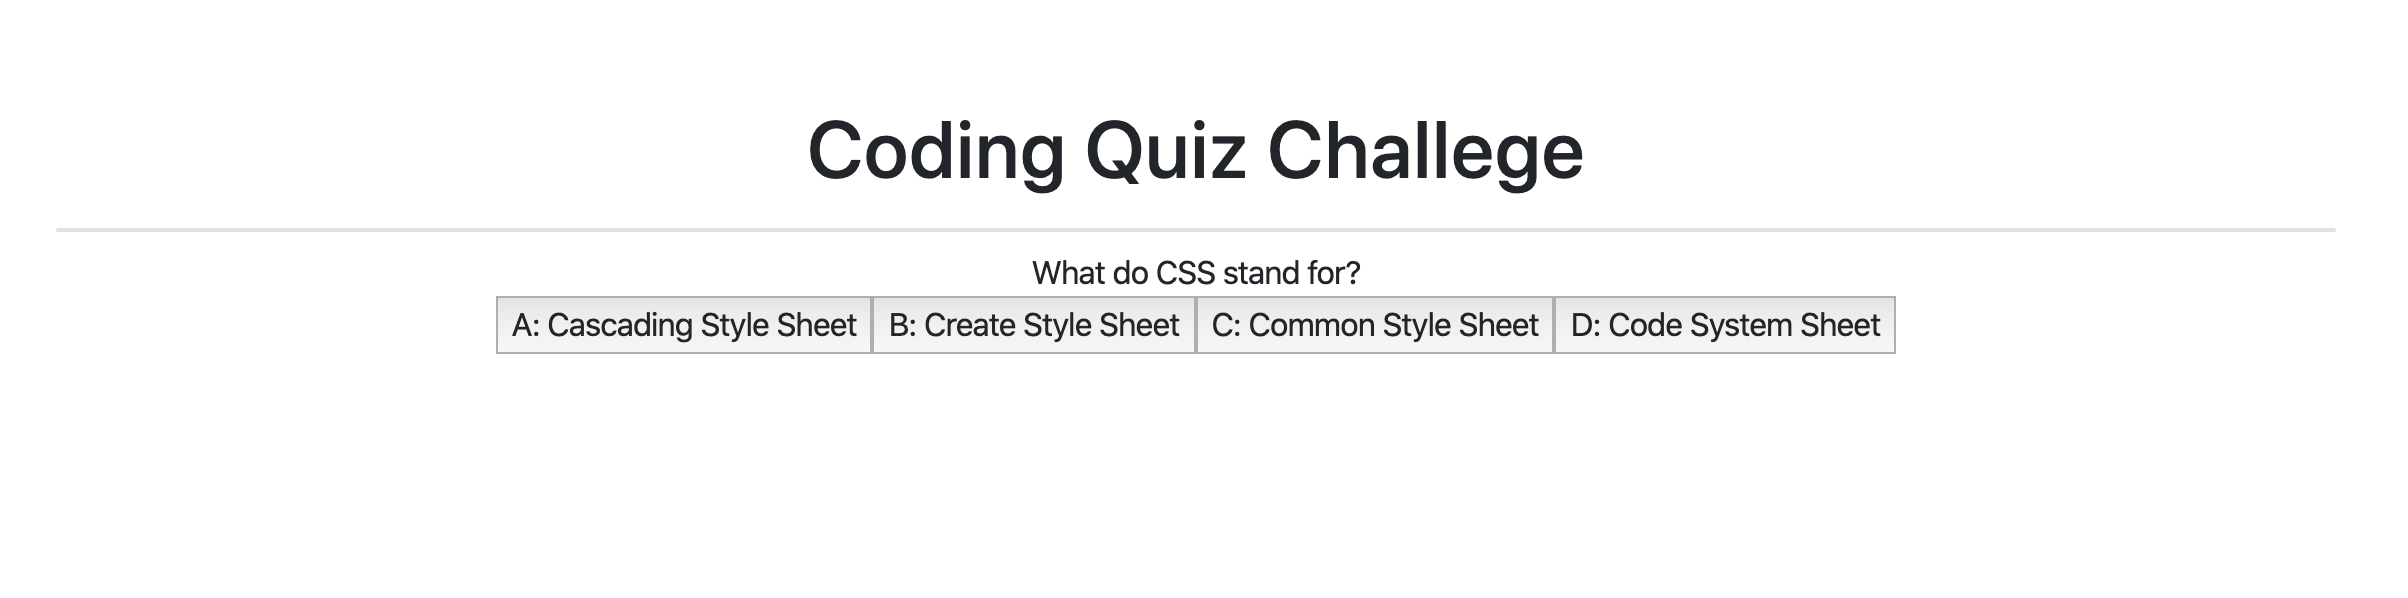 Coding Quiz Challege
What do CSS stand for?
A: Cascading Style Sheet B: Create Style Sheet C: Common Style Sheet D: Code System Sheet